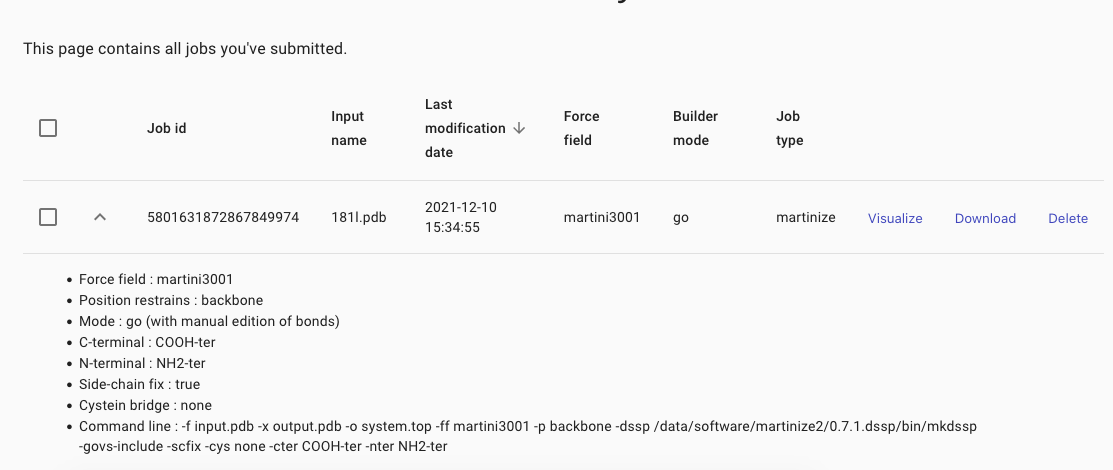 This page contains all jobs you've submitted.
Job id
Input
name
Last
modification
date
Force
field
Builder
mode
Job
type
5801631872867849974
181l.pdb
2021-12-10
15:34:55
martini3001
go
martinize
Visualize
Download
Delete
• Force field : martini3001
• Position restrains : backbone
• Mode : go (with manual edition of bonds)
• C-terminal : COOH-ter
• N-terminal : NH2-ter
• Side-chain fix : true
• Cystein bridge : none
• Command line : -f input.pdb -x output.pdb -o system.top -ff martini3001 -p backbone -dssp /data/software/martinize2/0.7.1.dssp/bin/mkdssp
-govs-include -scfix -cys none -cter COOH-ter -nter NH2-ter